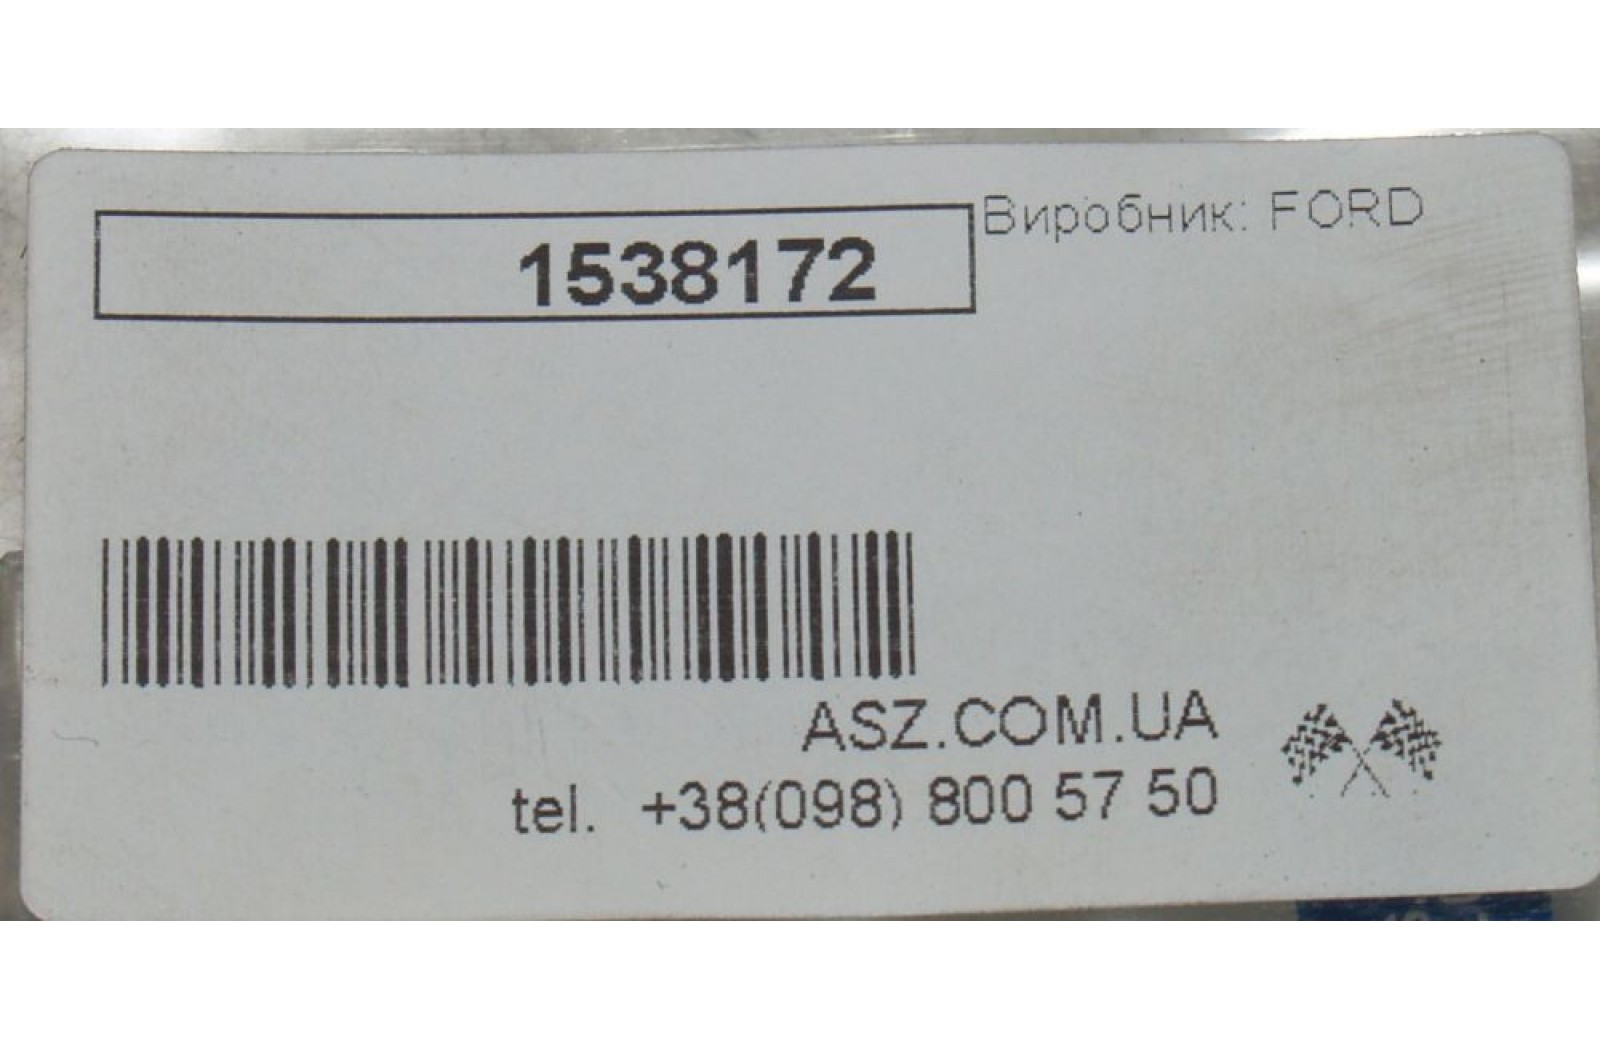 1538172
Виробник: FORD
ASZ.COM.UA
tel. +38(098) 800 57 50